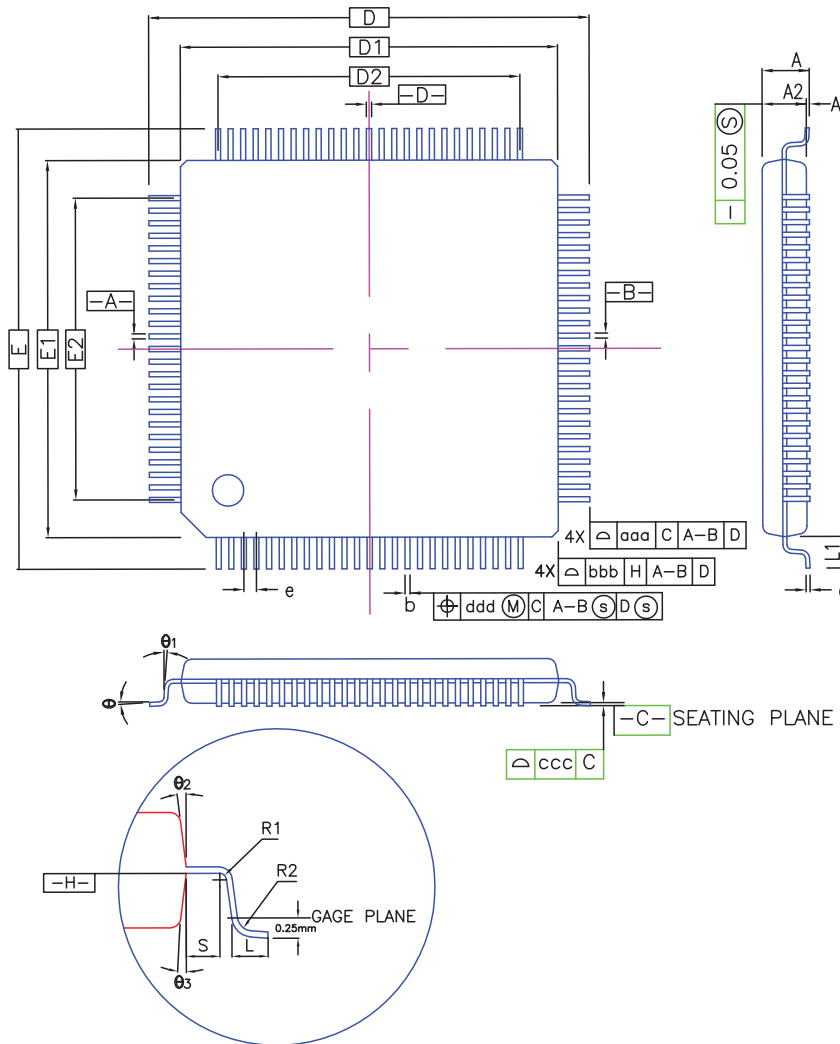 D
D1
D2
-D-
A
A2
A
0.05 Ⓢ
-A-
-B-
E
E1
E2
4X ⌓ aaa C A-B D
4X ⌓ bbb H A-B D
e
b
⌖ ddd Ⓜ C A-B Ⓢ D Ⓢ
L1
θ1
θ
-C- SEATING PLANE
⌓ ccc C
θ2
R1
R2
-H-
GAGE PLANE
0.25mm
S
L
θ3